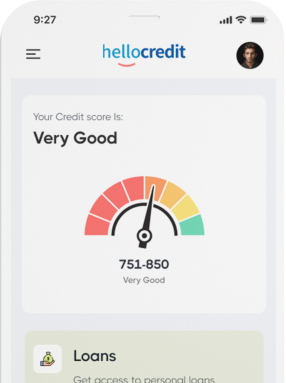 9:27
hellocredit
Your Credit score Is:
Very Good
751-850
Very Good
Loans
Get access to personal loans